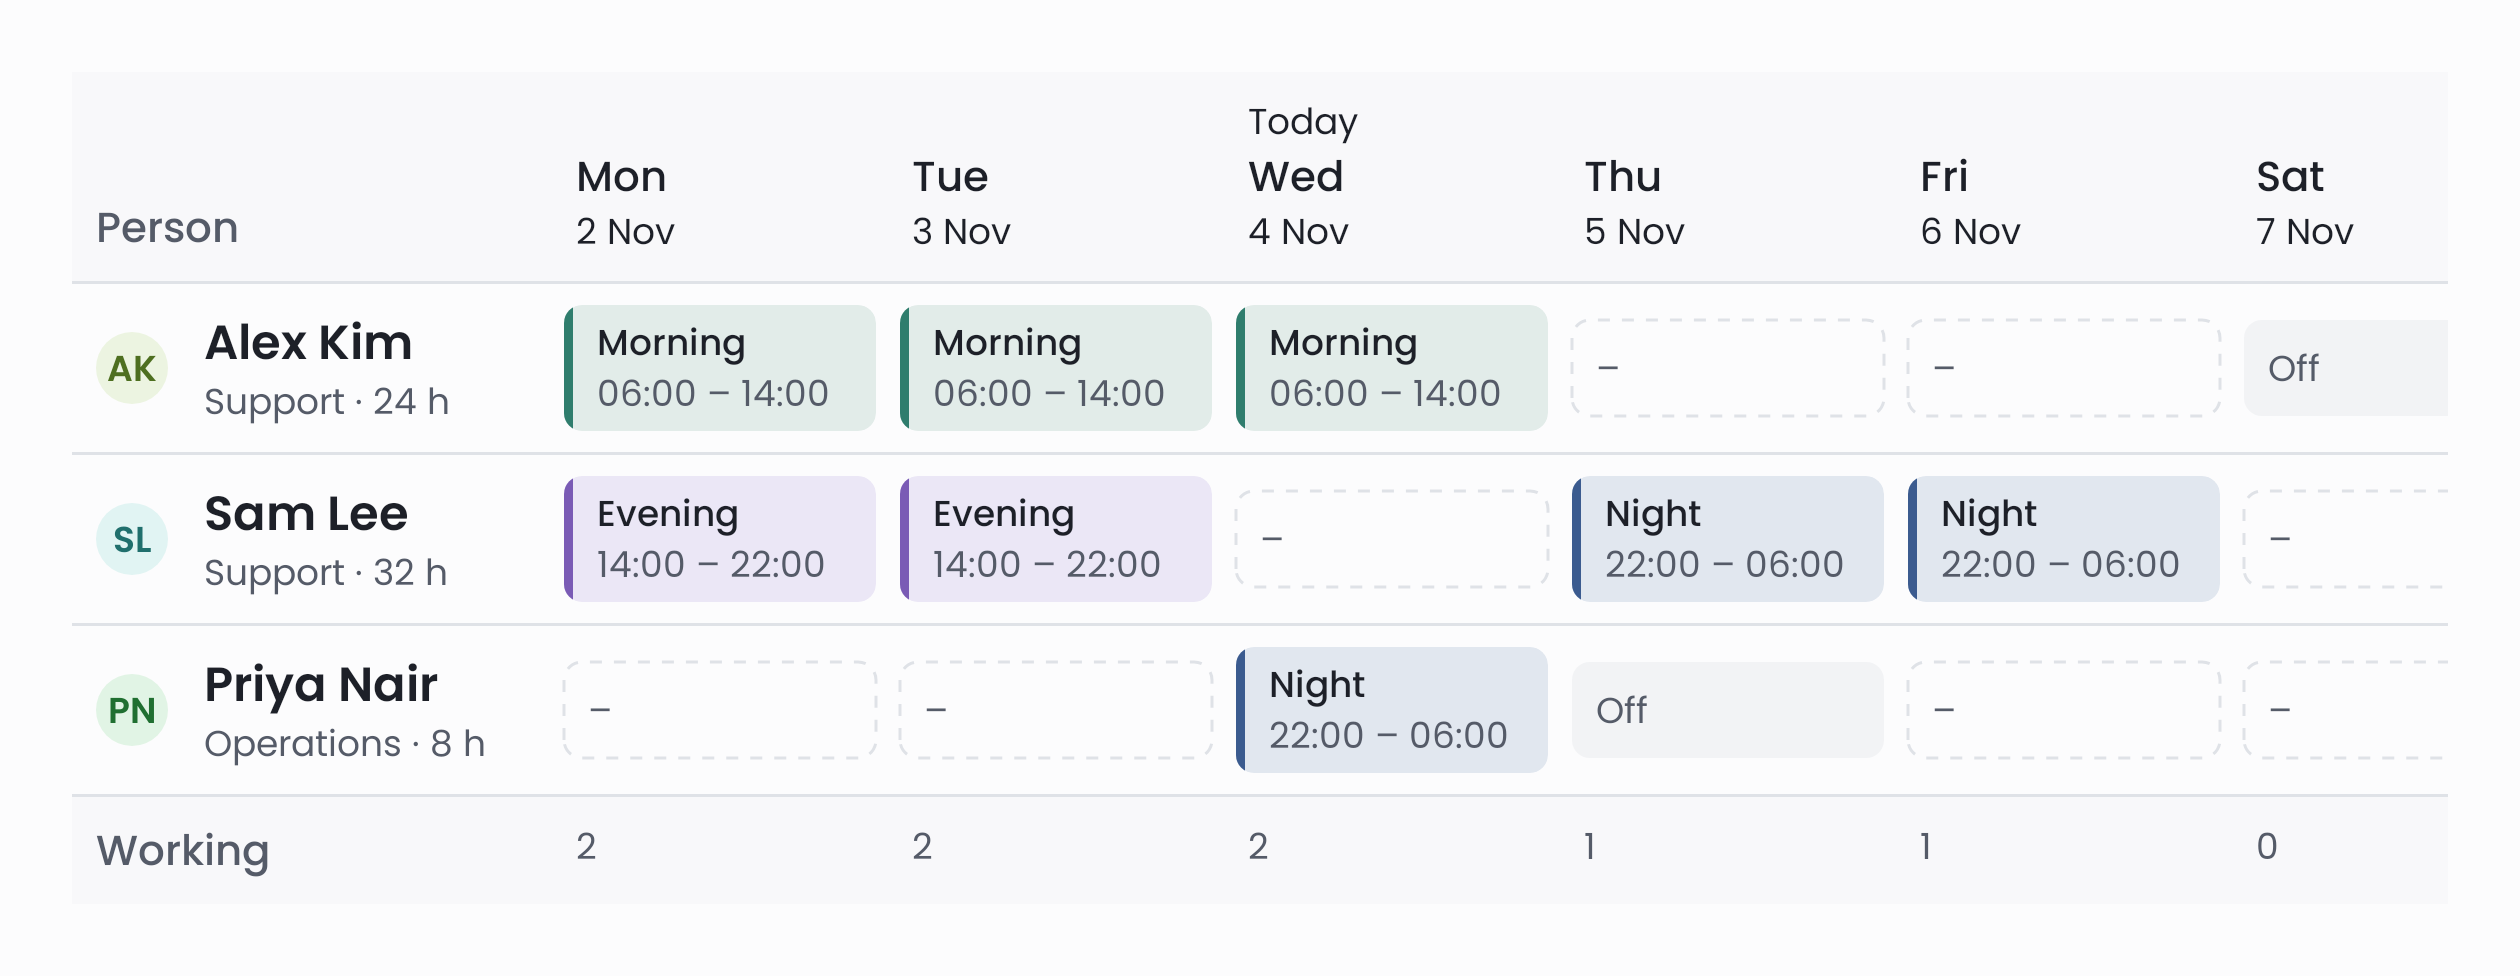 Person
Today
Mon Tue Wed Thu Fri Sat
2 Nov 3 Nov 4 Nov 5 Nov 6 Nov 7 Nov
AK
Alex Kim
Support · 24 h
Morning
06:00 – 14:00
Morning
06:00 – 14:00
Morning
06:00 – 14:00
–
–
Off
SL
Sam Lee
Support · 32 h
Evening
14:00 – 22:00
Evening
14:00 – 22:00
–
Night
22:00 – 06:00
Night
22:00 – 06:00
–
PN
Priya Nair
Operations · 8 h
–
–
Night
22:00 – 06:00
Off
–
–
Working 2 2 2 1 1 0